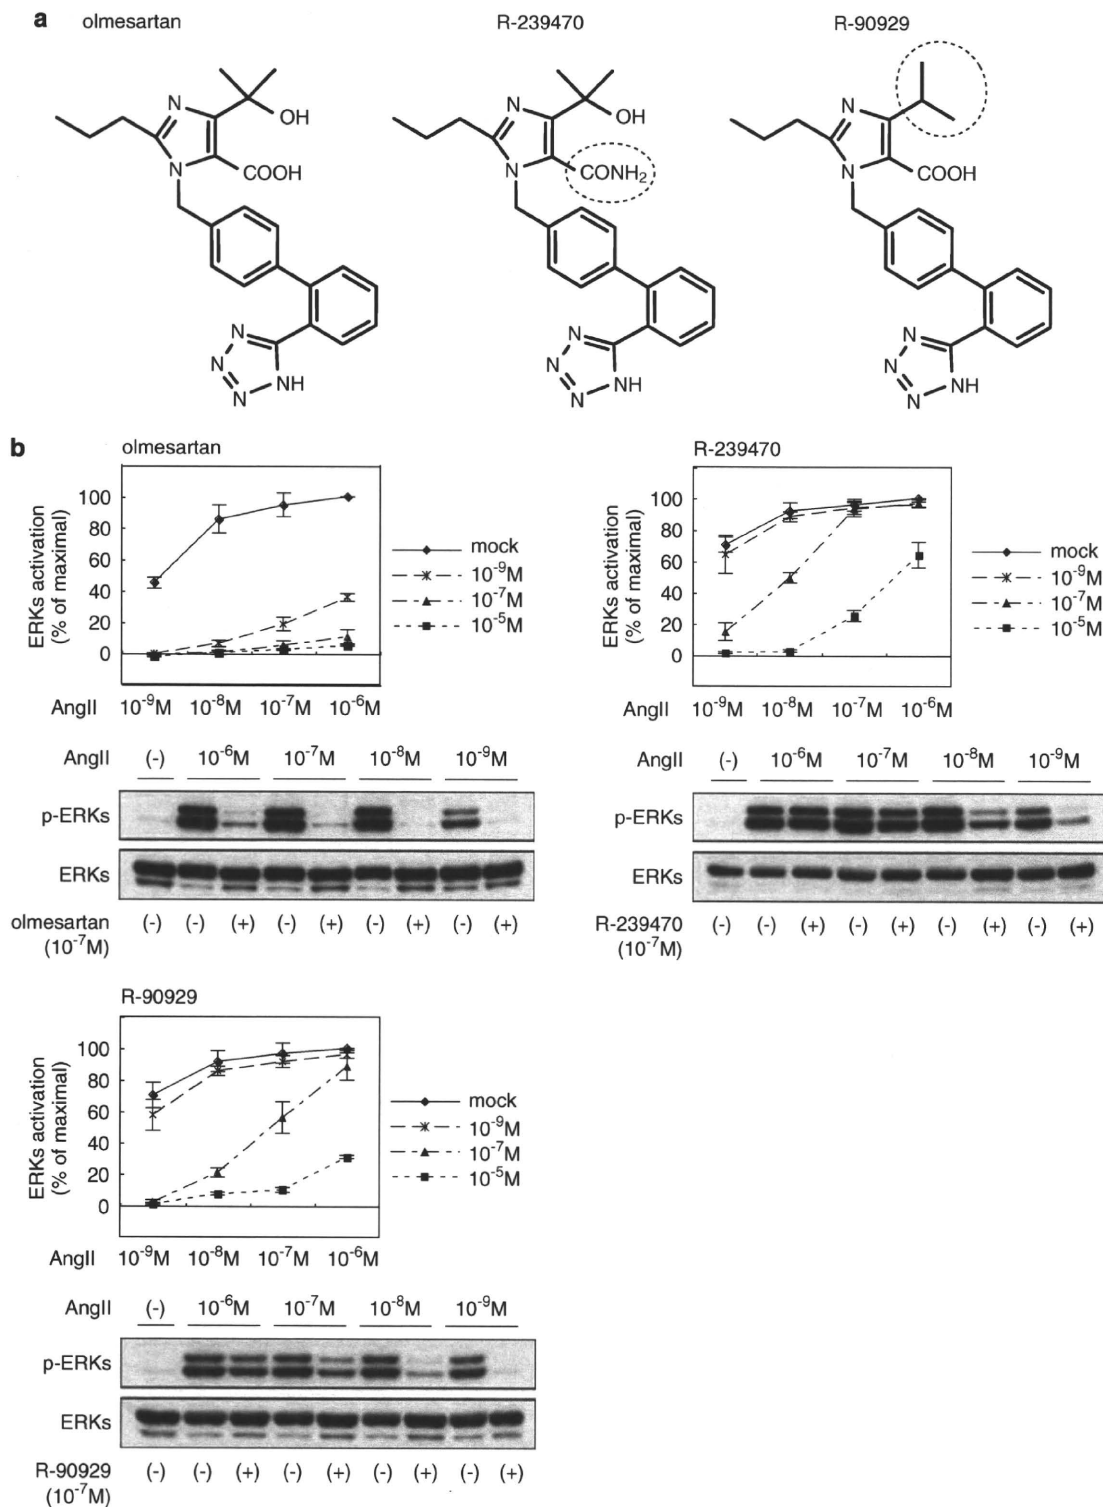 a olmesartan R-239470 R-90929
N OH N OH N
N COOH N CONH2 N COOH
N N N
N N N
N NH N NH N NH
N N N
b olmesartan
ERKs activation
(% of maximal)
100
80
60
40
20
0
mock
10-9M
10-7M
10-5M
AngII 10-9M 10-8M 10-7M 10-6M
AngII (-) 10-6M 10-7M 10-8M 10-9M
p-ERKs
ERKs
olmesartan (-) (-) (+) (-) (+) (-) (+) (-) (+)
(10-7M)
R-239470
ERKs activation
(% of maximal)
100
80
60
40
20
0
mock
10-9M
10-7M
10-5M
AngII 10-9M 10-8M 10-7M 10-6M
AngII (-) 10-6M 10-7M 10-8M 10-9M
p-ERKs
ERKs
R-239470 (-) (-) (+) (-) (+) (-) (+) (-) (+)
(10-7M)
R-90929
ERKs activation
(% of maximal)
100
80
60
40
20
0
mock
10-9M
10-7M
10-5M
AngII 10-9M 10-8M 10-7M 10-6M
AngII (-) 10-6M 10-7M 10-8M 10-9M
p-ERKs
ERKs
R-90929 (-) (-) (+) (-) (+) (-) (+) (-) (+)
(10-7M)